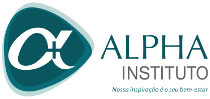 ALPHA
INSTITUTO
Nossa inspiração é o seu bem-estar